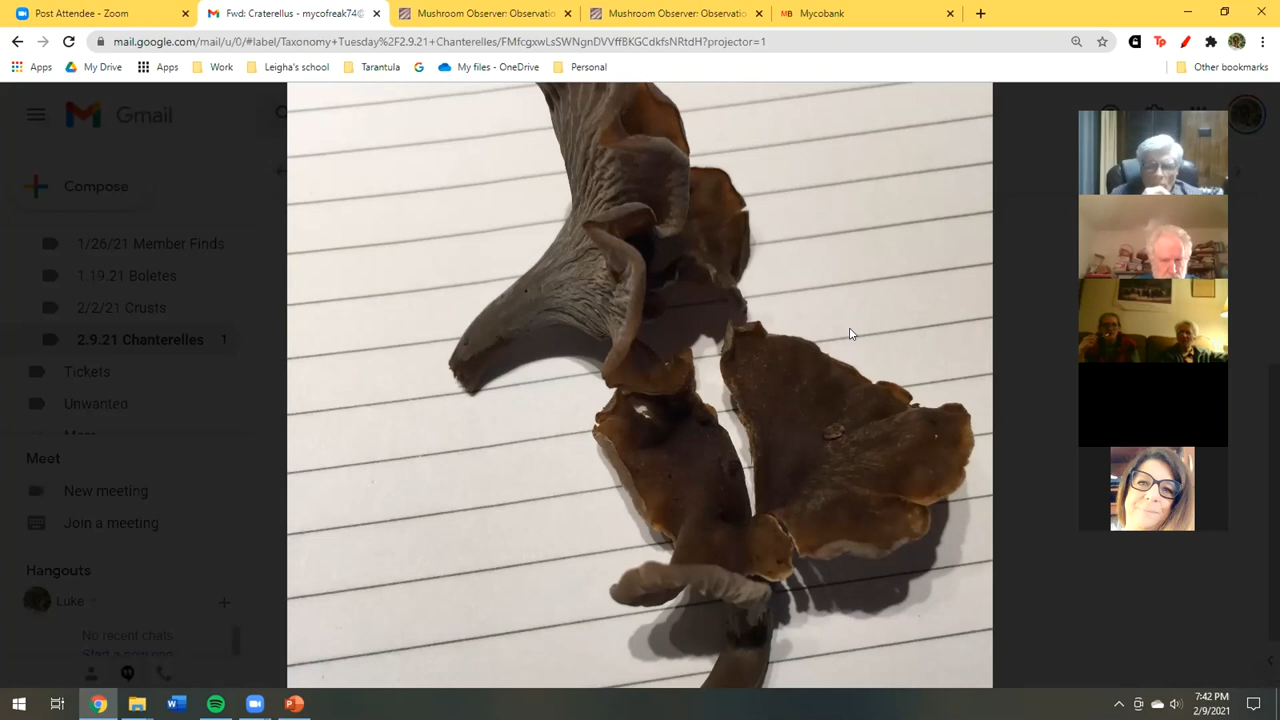 Post Attendee - Zoom
Fwd: Craterellus - mycofreak74@
Mushroom Observer: Observatio
Mushroom Observer: Observatio
MB Mycobank
mail.google.com/mail/u/0/#label/Taxonomy+Tuesday%2F2.9.21+Chanterelles/FMfcgxwLsSWNgnDVVffBKGCdkfsNRtdH?projector=1
Apps
My Drive
Apps
Work
Leigha's school
Tarantula
My files - OneDrive
Personal
Other bookmarks
Gmail
Compose
1/26/21 Member Finds
1.19.21 Boletes
2/2/21 Crusts
2.9.21 Chanterelles 1
Tickets
Unwanted
Meet
New meeting
Join a meeting
Hangouts
Luke
No recent chats
Start a new one
7:42 PM
2/9/2021